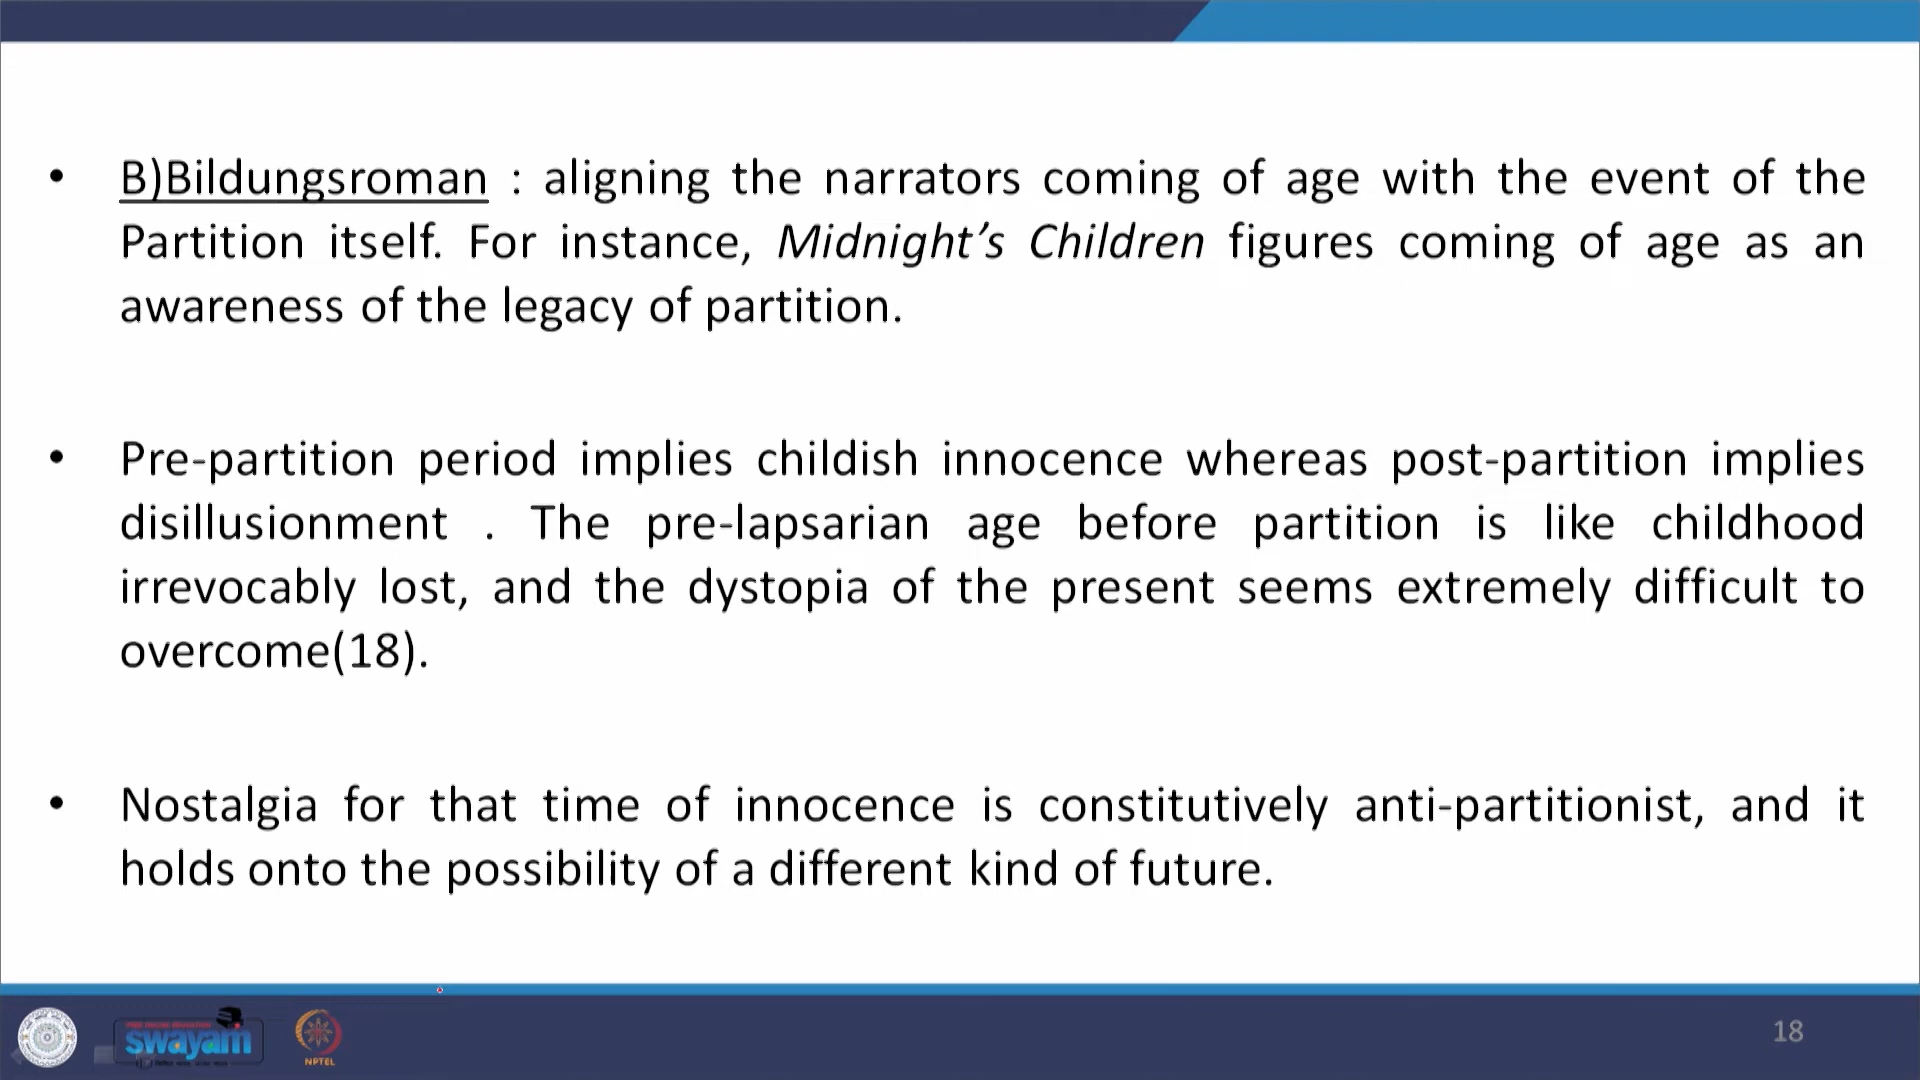 • B)Bildungsroman : aligning the narrators coming of age with the event of the
Partition itself. For instance, Midnight’s Children figures coming of age as an
awareness of the legacy of partition.
• Pre-partition period implies childish innocence whereas post-partition implies
disillusionment . The pre-lapsarian age before partition is like childhood
irrevocably lost, and the dystopia of the present seems extremely difficult to
overcome(18).
• Nostalgia for that time of innocence is constitutively anti-partitionist, and it
holds onto the possibility of a different kind of future.
FREE ONLINE EDUCATION
swayam
NPTEL
18